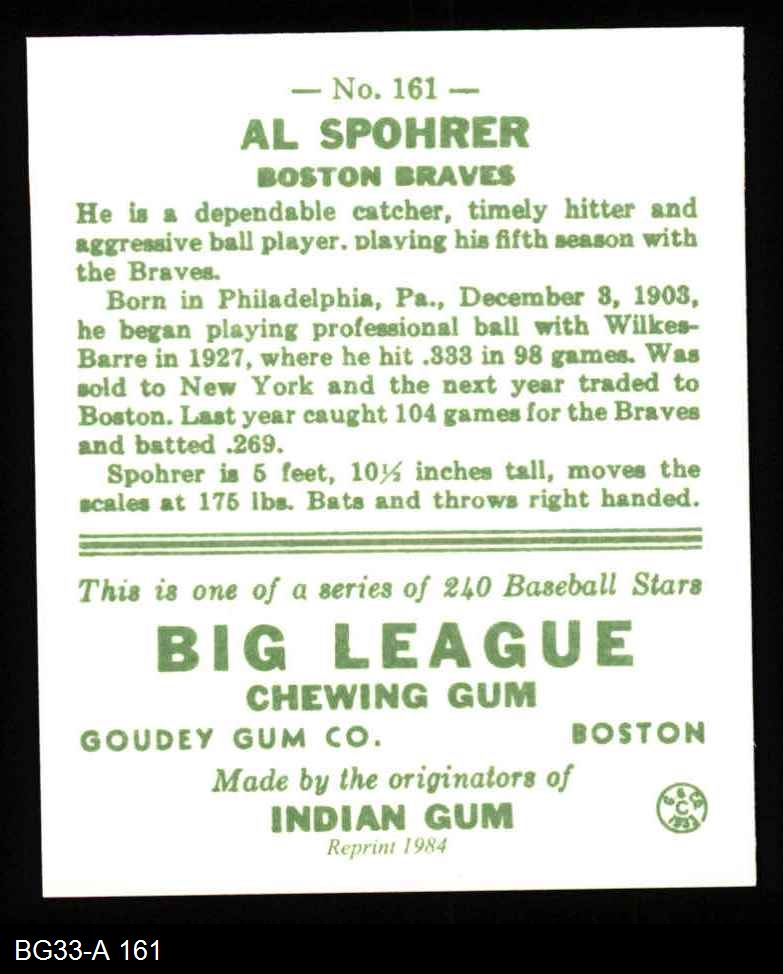 — No. 161 —
AL SPOHRER
BOSTON BRAVES
He is a dependable catcher, timely hitter and
aggressive ball player. playing his fifth season with
the Braves.
Born in Philadelphia, Pa., December 3, 1903,
he began playing professional ball with Wilkes-
Barre in 1927, where he hit .333 in 98 games. Was
sold to New York and the next year traded to
Boston. Last year caught 104 games for the Braves
and batted .269.
Spohrer is 5 feet, 10½ inches tall, moves the
scales at 175 lbs. Bats and throws right handed.
This is one of a series of 240 Baseball Stars
BIG LEAGUE
CHEWING GUM
GOUDEY GUM CO. BOSTON
Made by the originators of
INDIAN GUM
G & CO.
C
1933
Reprint 1984
BG33-A 161